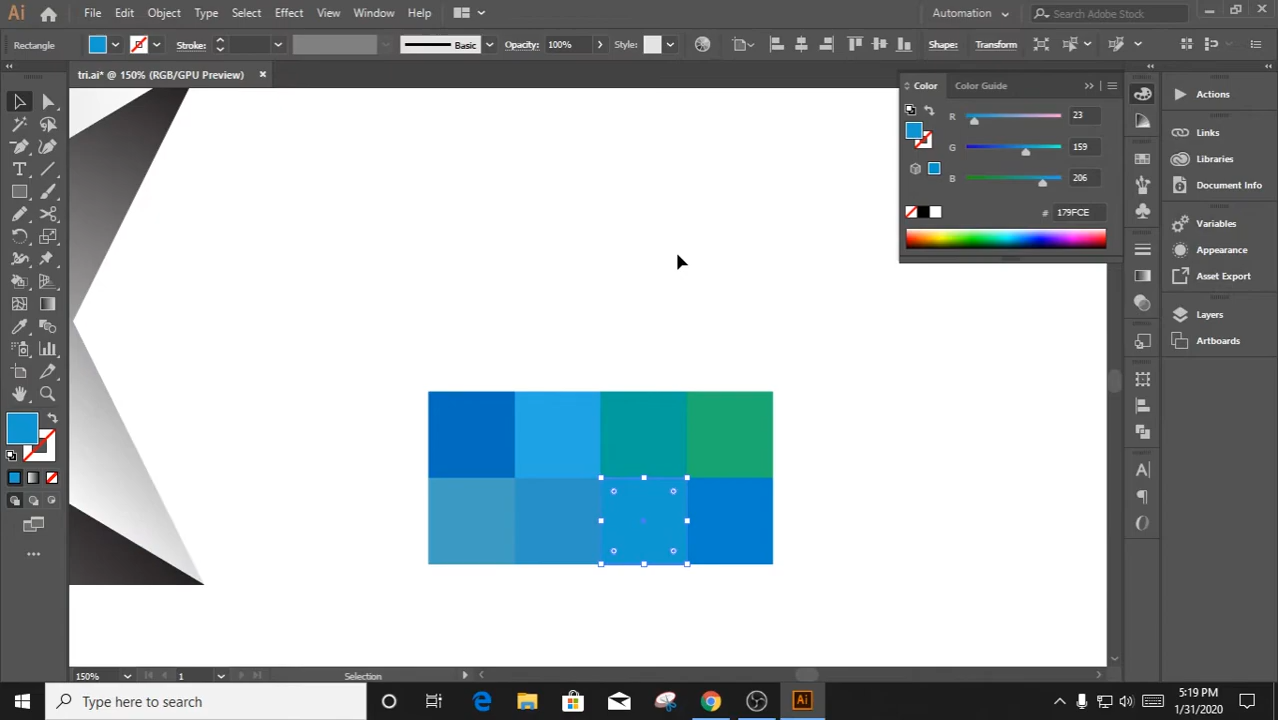 Ai File Edit Object Type Select Effect View Window Help Automation Search Adobe Stock
Rectangle Stroke: Basic Opacity: 100% Style: Shape: Transform
tri.ai* @ 150% (RGB/GPU Preview)
Color Color Guide
R 23
G 159
B 206
# 179FCE
Actions
Links
Libraries
Document Info
Variables
Appearance
Asset Export
Layers
Artboards
150% 1 Selection
Type here to search
Ai
5:19 PM
1/31/2020